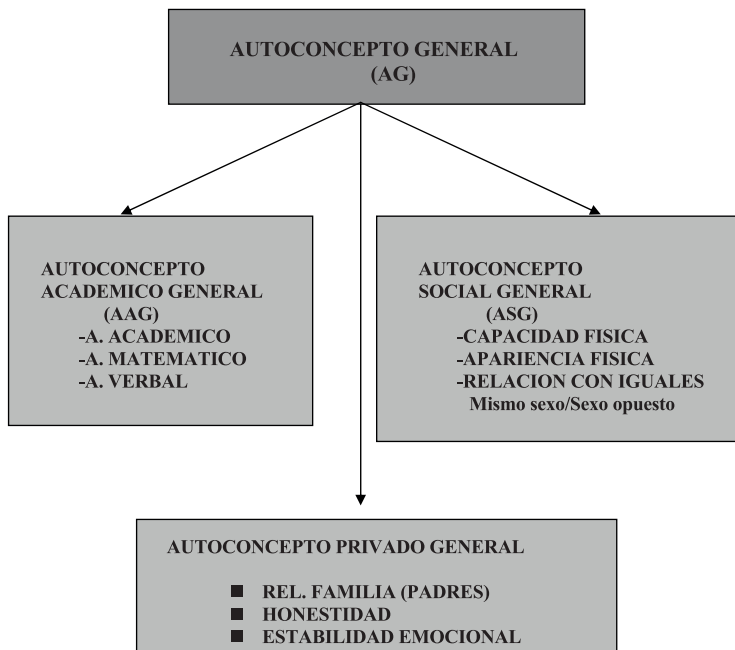 AUTOCONCEPTO GENERAL
(AG)
AUTOCONCEPTO
ACADEMICO GENERAL
(AAG)
-A. ACADEMICO
-A. MATEMATICO
-A. VERBAL
AUTOCONCEPTO
SOCIAL GENERAL
(ASG)
-CAPACIDAD FISICA
-APARIENCIA FISICA
-RELACION CON IGUALES
Mismo sexo/Sexo opuesto
AUTOCONCEPTO PRIVADO GENERAL
■ REL. FAMILIA (PADRES)
■ HONESTIDAD
■ ESTABILIDAD EMOCIONAL